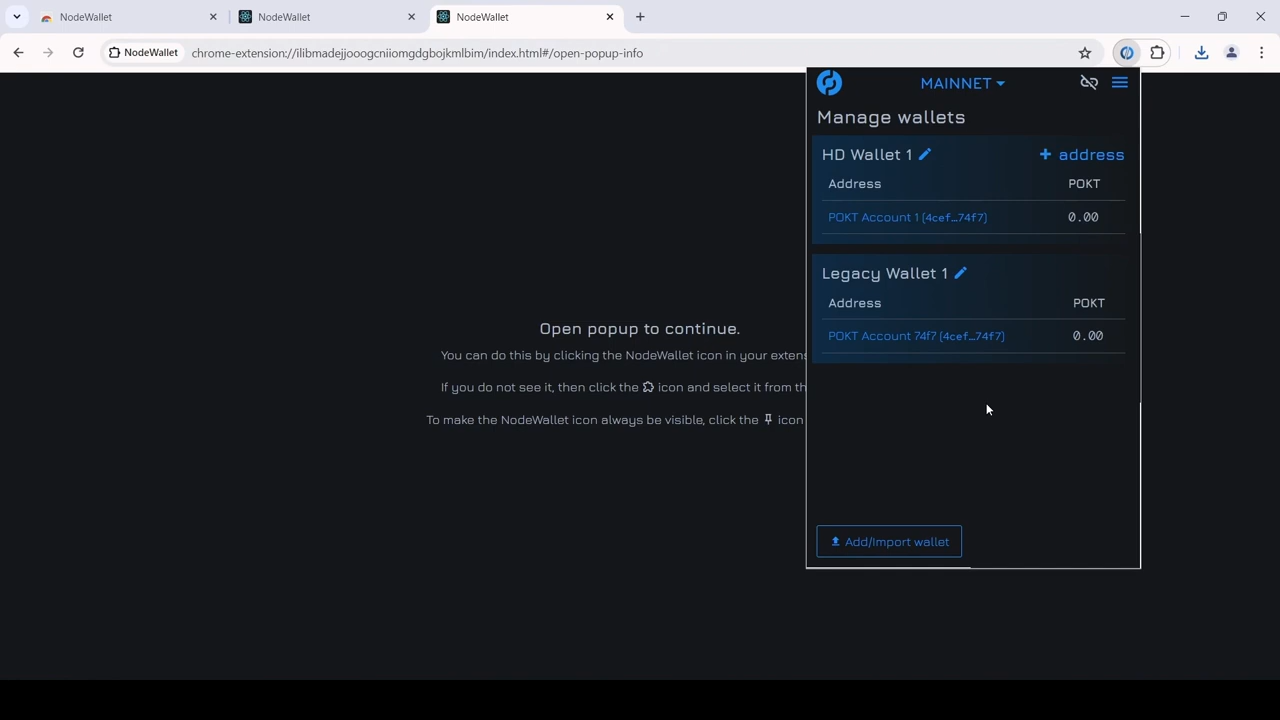 NodeWallet
NodeWallet
NodeWallet
NodeWallet
chrome-extension://ilibmadejjooogcniiomgdgbojkmlbim/index.html#/open-popup-info
MAINNET
Manage wallets
HD Wallet 1
+ address
Address POKT
POKT Account 1 (4cef...74f7) 0.00
Legacy Wallet 1
Address POKT
POKT Account 74f7 (4cef...74f7) 0.00
Add/Import wallet
Open popup to continue.
You can do this by clicking the NodeWallet icon in your extens
If you do not see it, then click the icon and select it from th
To make the NodeWallet icon always be visible, click the icon